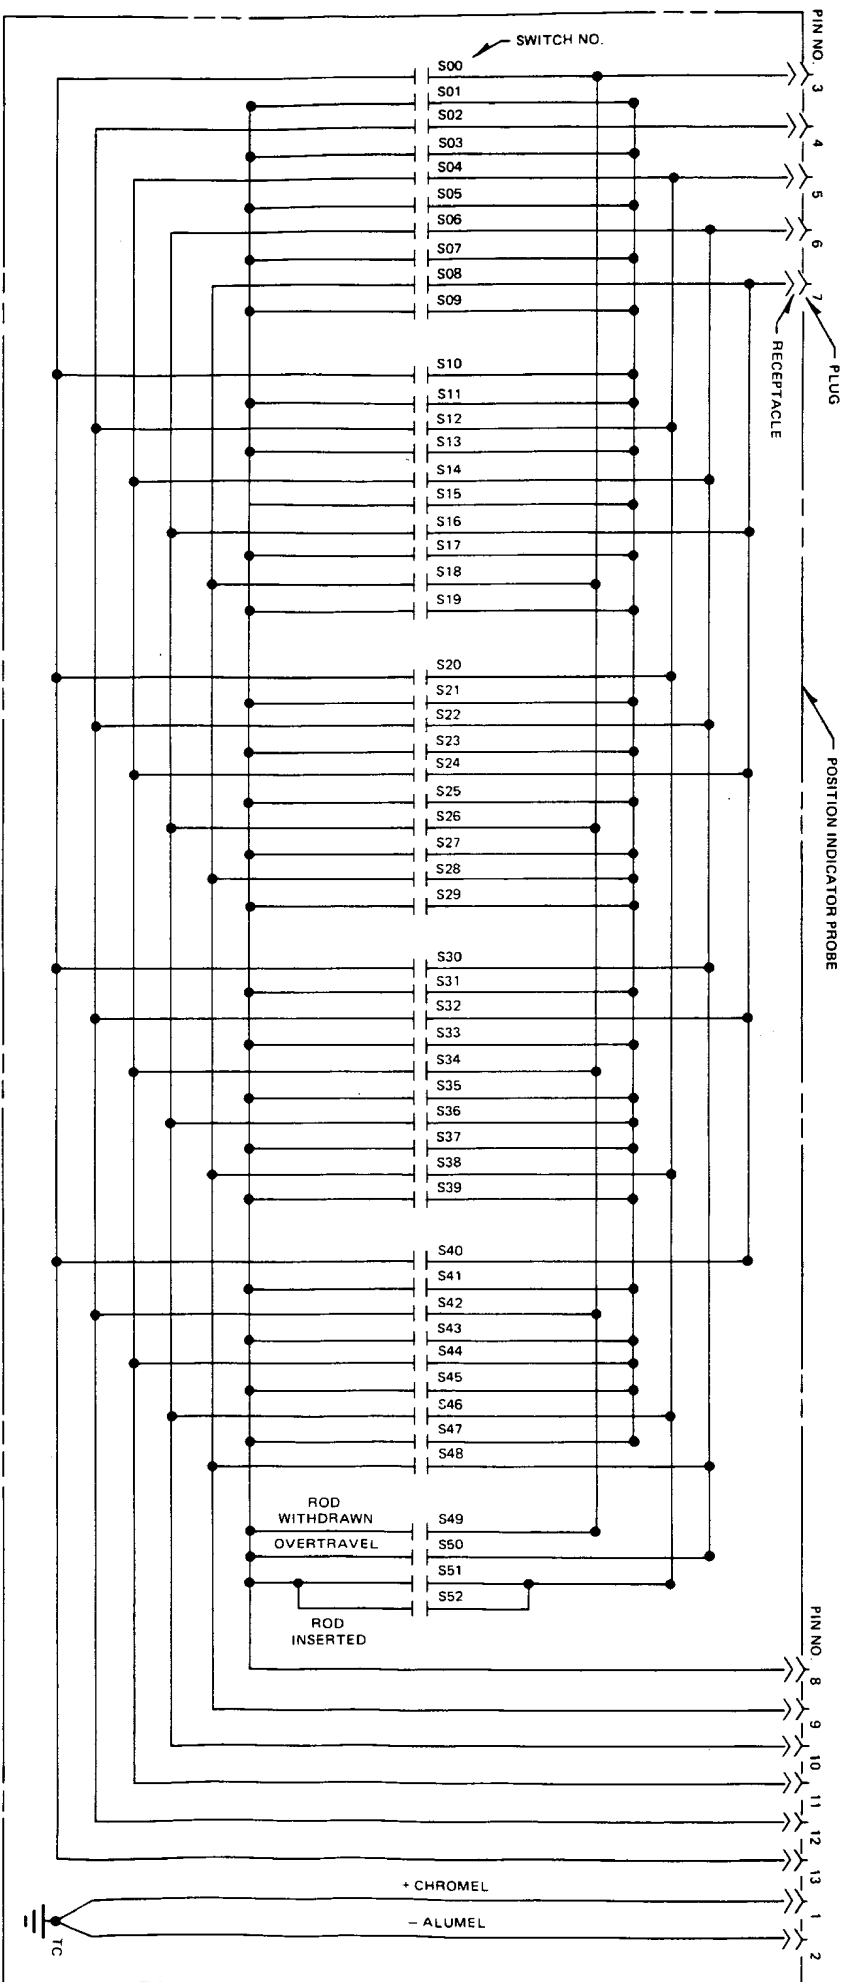 PIN NO.
SWITCH NO.
3
4
5
6
7
PLUG
RECEPTACLE
S00
S01
S02
S03
S04
S05
S06
S07
S08
S09
S10
S11
S12
S13
S14
S15
S16
S17
S18
S19
POSITION INDICATOR PROBE
S20
S21
S22
S23
S24
S25
S26
S27
S28
S29
S30
S31
S32
S33
S34
S35
S36
S37
S38
S39
S40
S41
S42
S43
S44
S45
S46
S47
S48
ROD
WITHDRAWN
S49
OVERTRAVEL
S50
S51
S52
ROD
INSERTED
PIN NO.
8
9
10
11
12
13
+ CHROMEL
1
- ALUMEL
2
TC